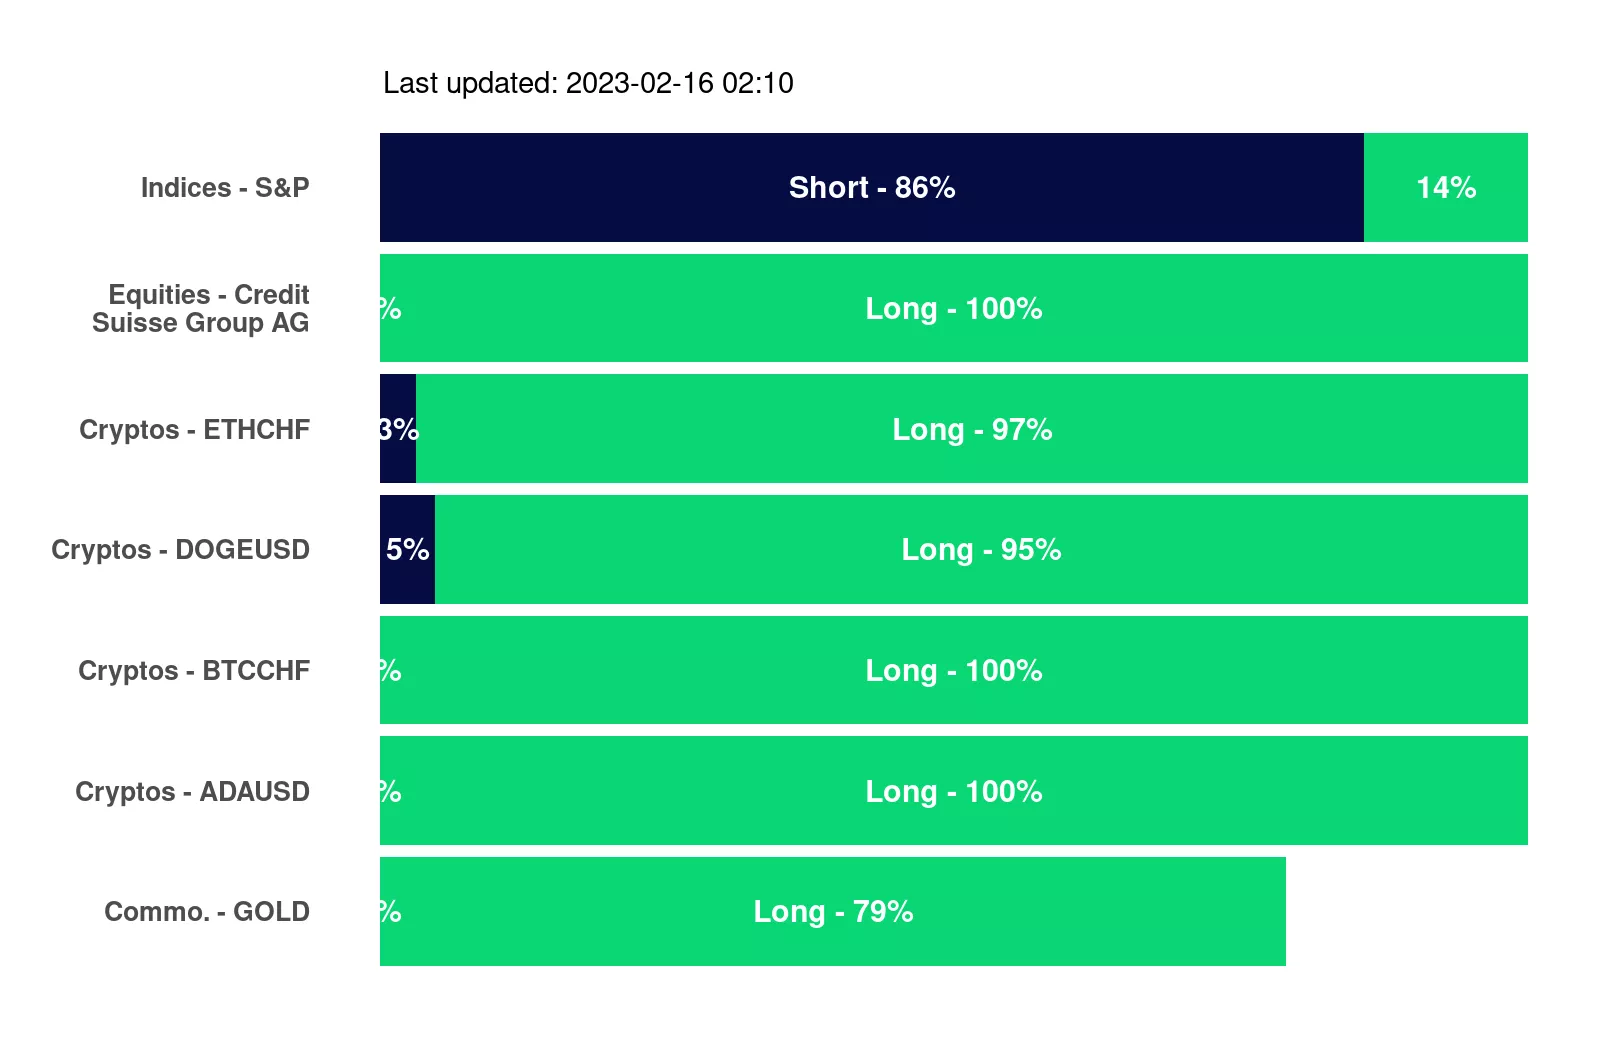 Last updated: 2023-02-16 02:10
Indices - S&P
Short - 86%
14%
Equities - Credit
Suisse Group AG
%
Long - 100%
Cryptos - ETHCHF
3%
Long - 97%
Cryptos - DOGEUSD
5%
Long - 95%
Cryptos - BTCCHF
%
Long - 100%
Cryptos - ADAUSD
%
Long - 100%
Commo. - GOLD
%
Long - 79%